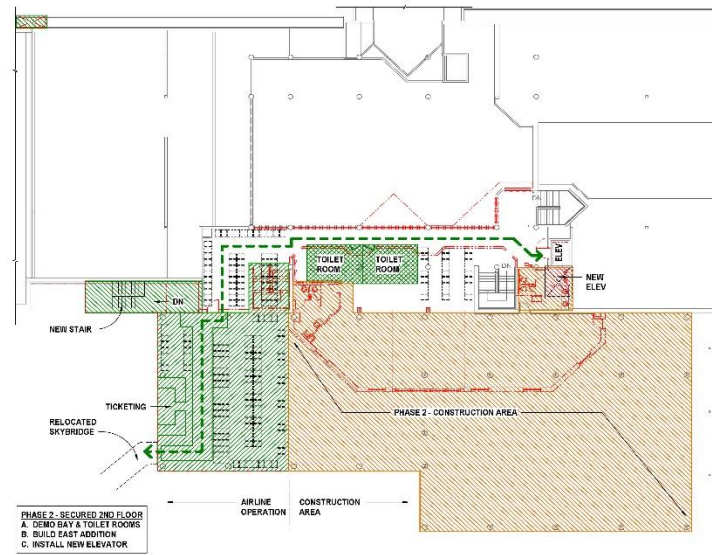 DN
ELEV
TOILET
ROOM
TOILET
ROOM
NEW
ELEV
DN
DN
NEW STAIR
TICKETING
PHASE 2 - CONSTRUCTION AREA
RELOCATED
SKYBRIDGE
AIRLINE
OPERATION
CONSTRUCTION
AREA
PHASE 2 - SECURED 2ND FLOOR
A. DEMO BAY & TOILET ROOMS
B. BUILD EAST ADDITION
C. INSTALL NEW ELEVATOR